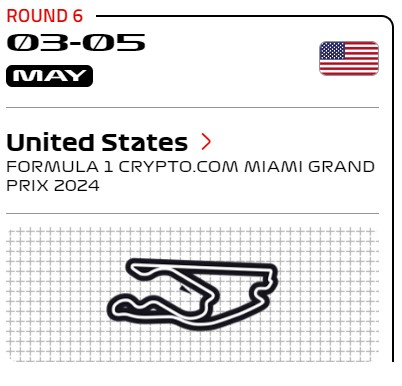 ROUND 6
03-05
MAY
United States
FORMULA 1 CRYPTO.COM MIAMI GRAND
PRIX 2024